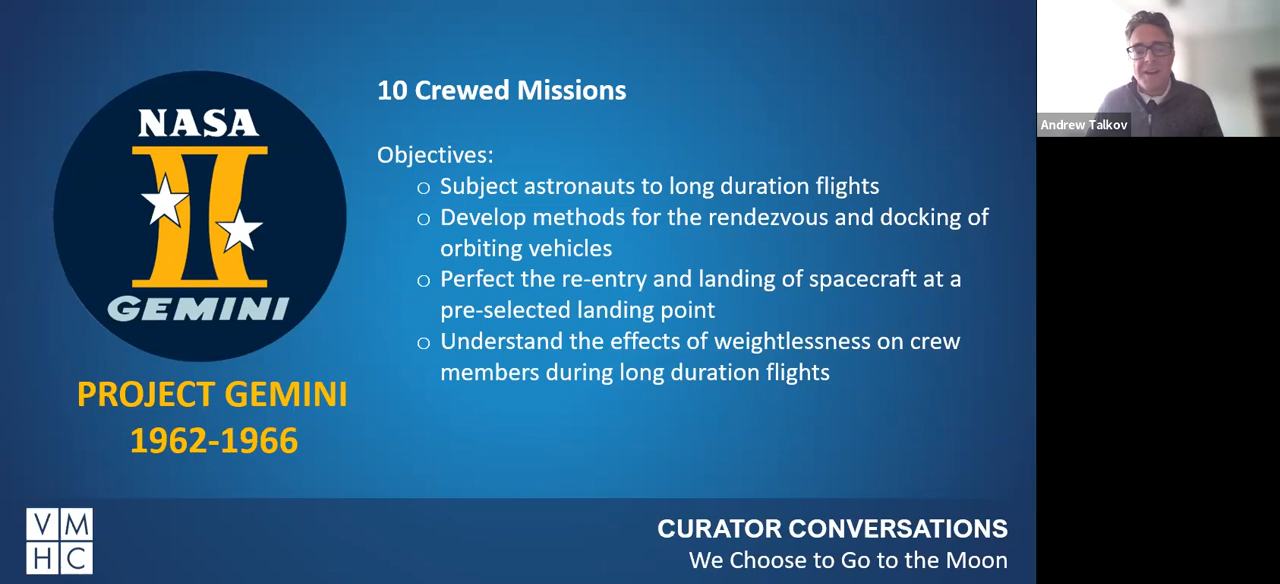 NASA
GEMINI
PROJECT GEMINI
1962-1966
10 Crewed Missions
Objectives:
o Subject astronauts to long duration flights
o Develop methods for the rendezvous and docking of
orbiting vehicles
o Perfect the re-entry and landing of spacecraft at a
pre-selected landing point
o Understand the effects of weightlessness on crew
members during long duration flights
V M
H C
CURATOR CONVERSATIONS
We Choose to Go to the Moon
Andrew Talkov